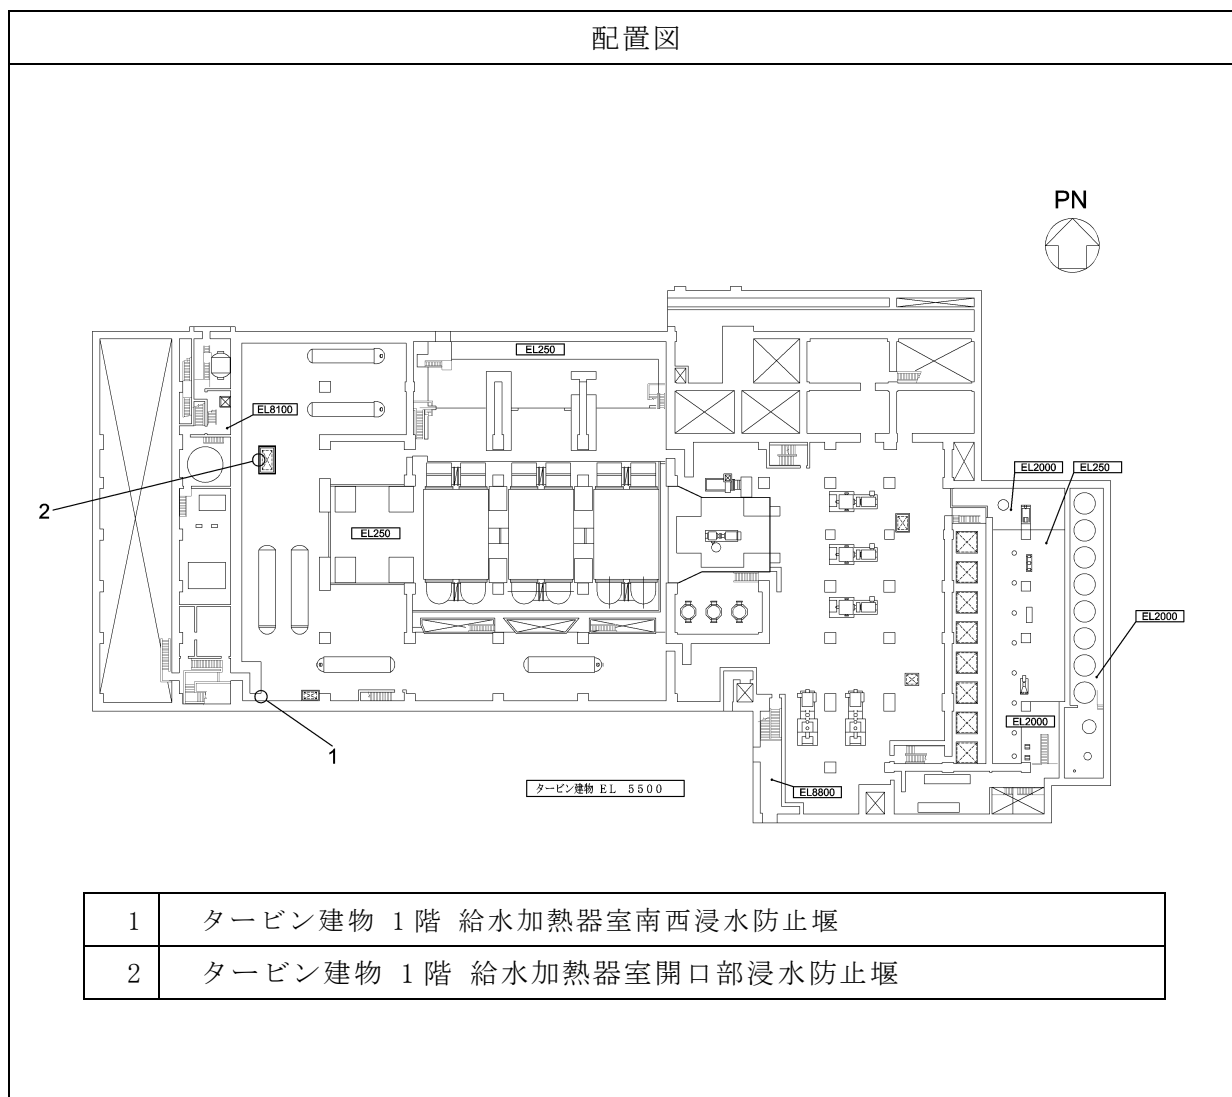 配置図
PN
EL250
EL8100
EL2000
EL250
2
EL250
EL2000
EL2000
1
タービン建物 EL 5500
EL8800
1 タービン建物 1階 給水加熱器室南西浸水防止堰
2 タービン建物 1階 給水加熱器室開口部浸水防止堰